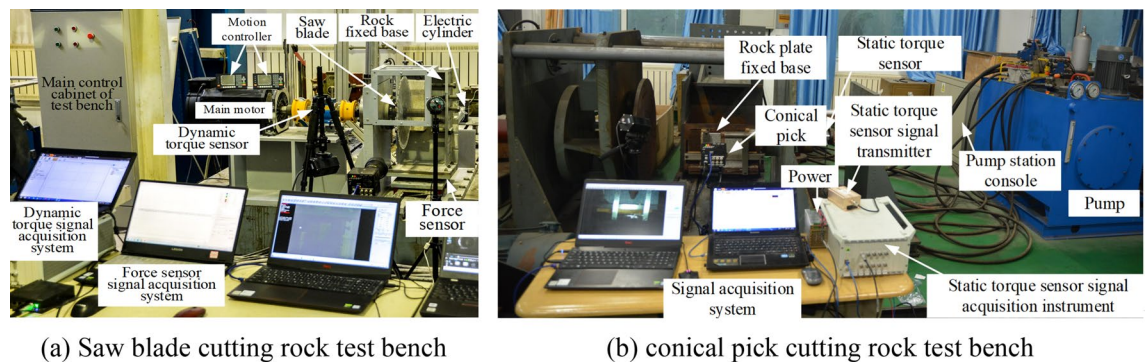 Motion
controller
Saw
blade
Rock
fixed base
Electric
cylinder
Main control
cabinet of
test bench
Main motor
Dynamic
torque sensor
Dynamic
torque signal
acquisition
system
Force sensor
signal acquisition
system
Force
sensor
(a) Saw blade cutting rock test bench
Rock plate
fixed base
Static torque
sensor
Conical
pick
Static torque
sensor signal
transmitter
Power
Pump station
console
Pump
Signal acquisition
system
Static torque sensor signal
acquisition instrument
(b) conical pick cutting rock test bench